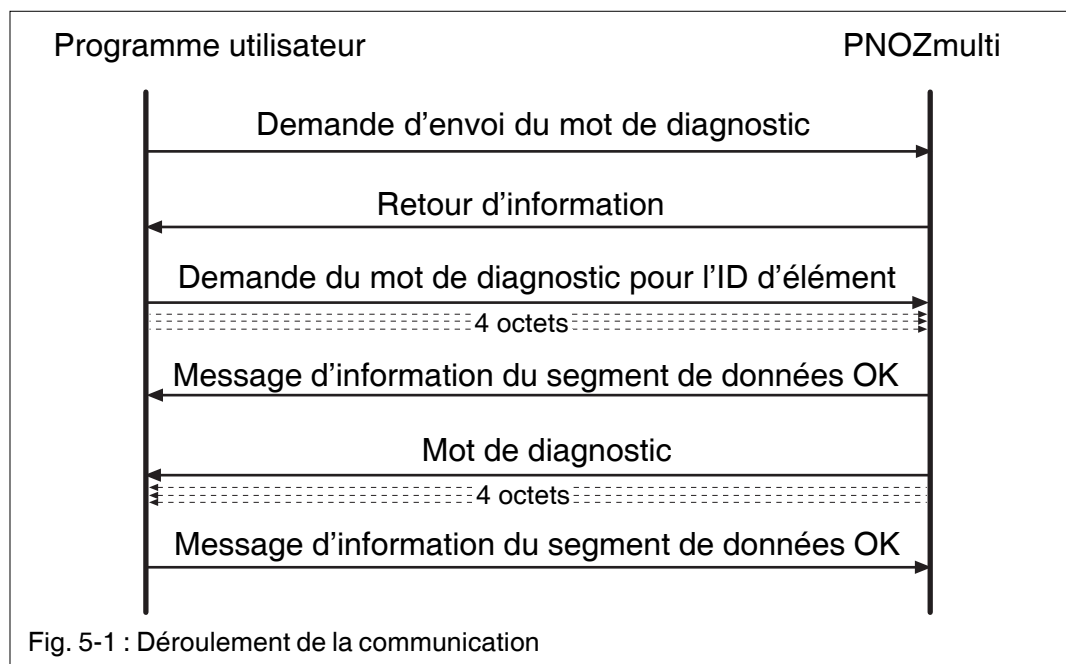 Programme utilisateur
PNOZmulti
Demande d'envoi du mot de diagnostic
Retour d'information
Demande du mot de diagnostic pour l'ID d'élément
4 octets
Message d'information du segment de données OK
Mot de diagnostic
4 octets
Message d'information du segment de données OK
Fig. 5-1 : Déroulement de la communication